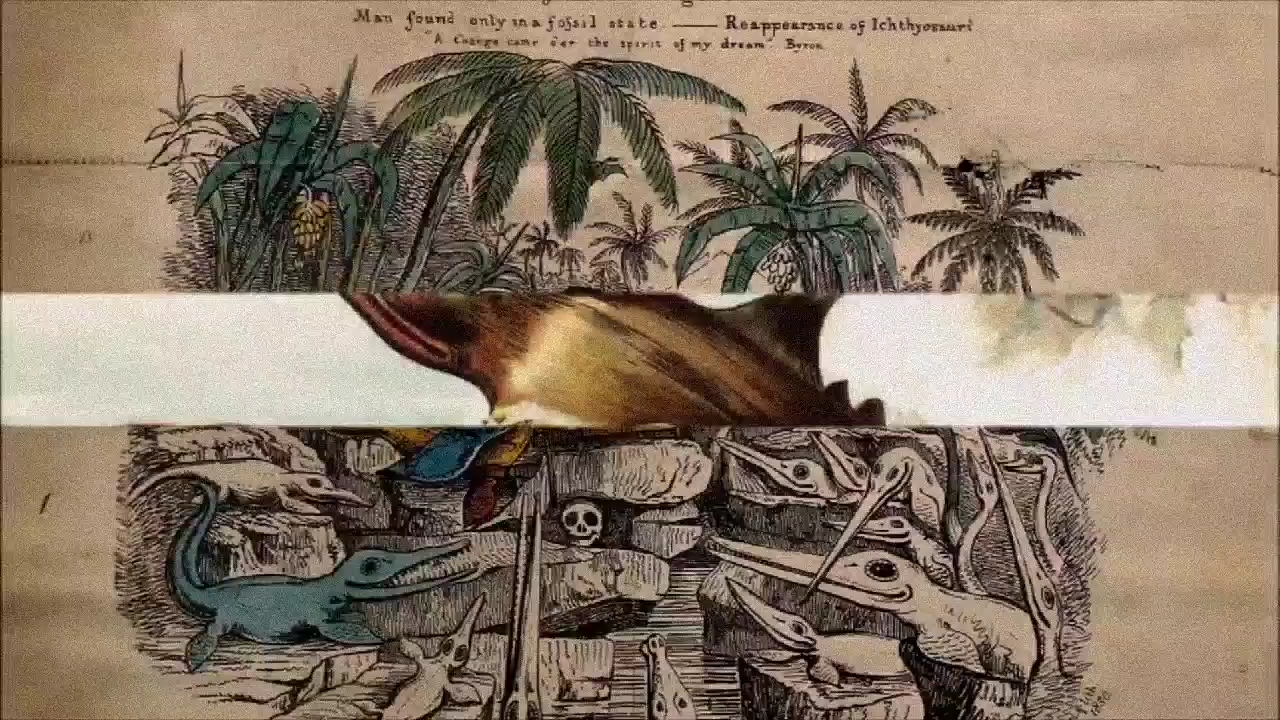 Man found only in a fossil state. —— Reappearance of Ichthyosauri
"A Change came o'er the spirit of my dream". Byron.